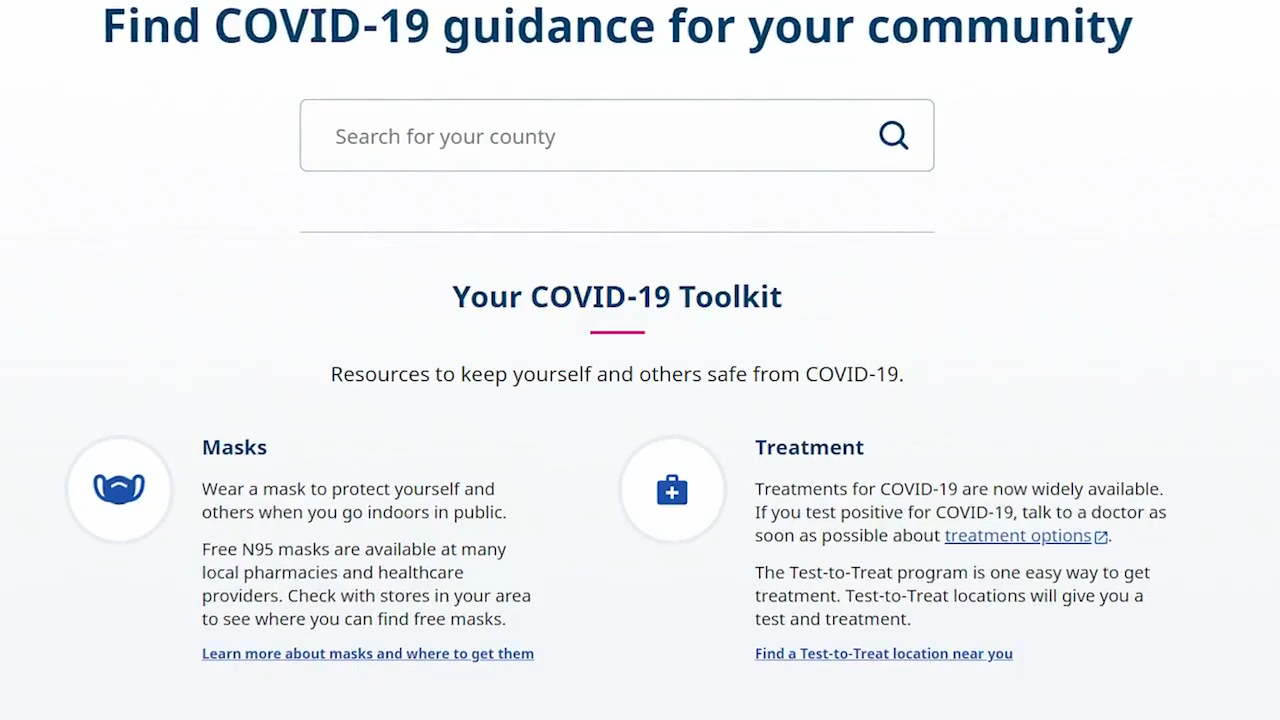 Find COVID-19 guidance for your community
Search for your county
Your COVID-19 Toolkit
Resources to keep yourself and others safe from COVID-19.
Masks
Wear a mask to protect yourself and
others when you go indoors in public.
Free N95 masks are available at many
local pharmacies and healthcare
providers. Check with stores in your area
to see where you can find free masks.
Learn more about masks and where to get them
Treatment
Treatments for COVID-19 are now widely available.
If you test positive for COVID-19, talk to a doctor as
soon as possible about treatment options.
The Test-to-Treat program is one easy way to get
treatment. Test-to-Treat locations will give you a
test and treatment.
Find a Test-to-Treat location near you